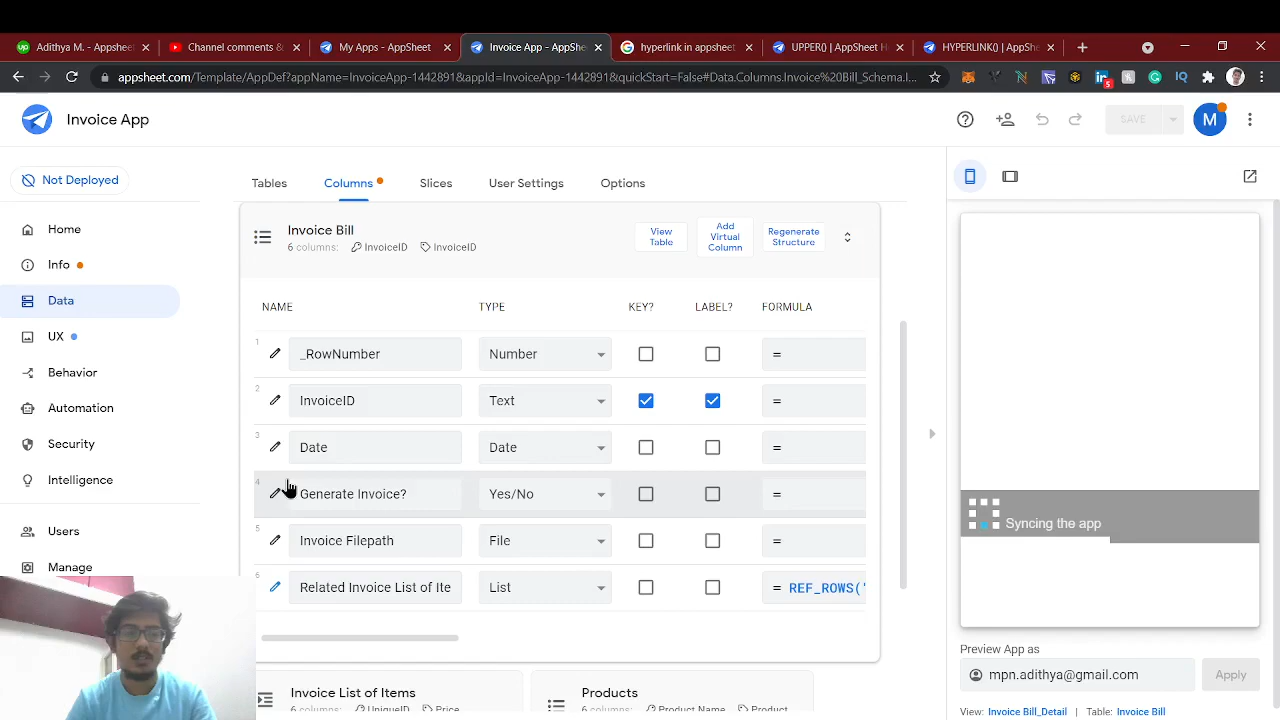 Adithya M. - Appsheet
Channel comments &
My Apps - AppSheet
Invoice App - AppShe
hyperlink in appsheet
UPPER() | AppSheet H
HYPERLINK() | AppSh
appsheet.com/Template/AppDef?appName=InvoiceApp-1442891&appId=InvoiceApp-1442891&quickStart=False#Data.Columns.Invoice%20Bill_Schema.I...
Invoice App
SAVE
M
Not Deployed
Home
Info
Data
UX
Behavior
Automation
Security
Intelligence
Users
Manage
Tables
Columns
Slices
User Settings
Options
Invoice Bill
6 columns: InvoiceID InvoiceID
View Table
Add Virtual Column
Regenerate Structure
NAME TYPE KEY? LABEL? FORMULA
1 _RowNumber Number =
2 InvoiceID Text =
3 Date Date =
4 Generate Invoice? Yes/No =
5 Invoice Filepath File =
6 Related Invoice List of Ite List = REF_ROWS("
Invoice List of Items
6 columns: UniqueID Price
Products
6 columns: Product Name Product
Syncing the app
Preview App as
mpn.adithya@gmail.com
Apply
View: Invoice Bill_Detail | Table: Invoice Bill